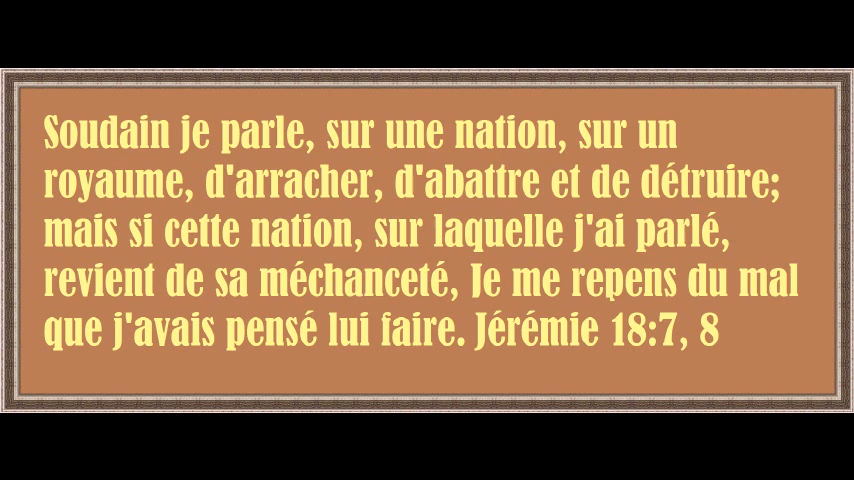 Soudain je parle, sur une nation, sur un
royaume, d'arracher, d'abattre et de détruire;
mais si cette nation, sur laquelle j'ai parlé,
revient de sa méchanceté, Je me repens du mal
que j'avais pensé lui faire. Jérémie 18:7, 8